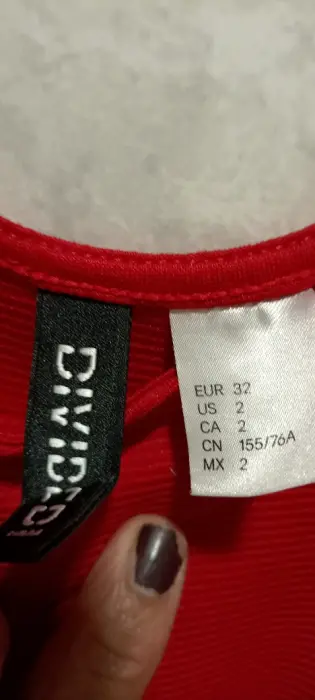 DIVIDED
EUR 32
US 2
CA 2
CN 155/76A
MX 2